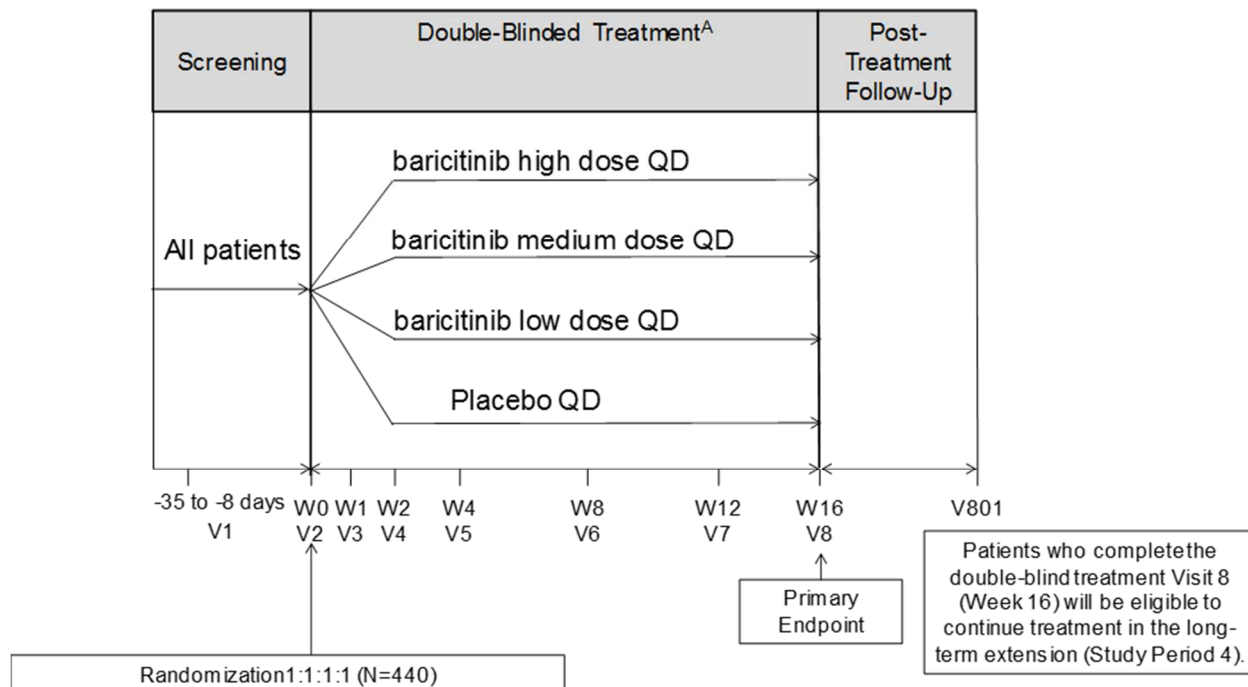 Screening
Double-Blinded Treatment^A
Post-
Treatment
Follow-Up
baricitinib high dose QD
baricitinib medium dose QD
All patients
baricitinib low dose QD
Placebo QD
-35 to -8 days
V1
W0
V2
W1
V3
W2
V4
W4
V5
W8
V6
W12
V7
W16
V8
V801
Primary
Endpoint
Patients who complete the
double-blind treatment Visit 8
(Week 16) will be eligible to
continue treatment in the long-
term extension (Study Period 4).
Randomization 1:1:1:1 (N=440)